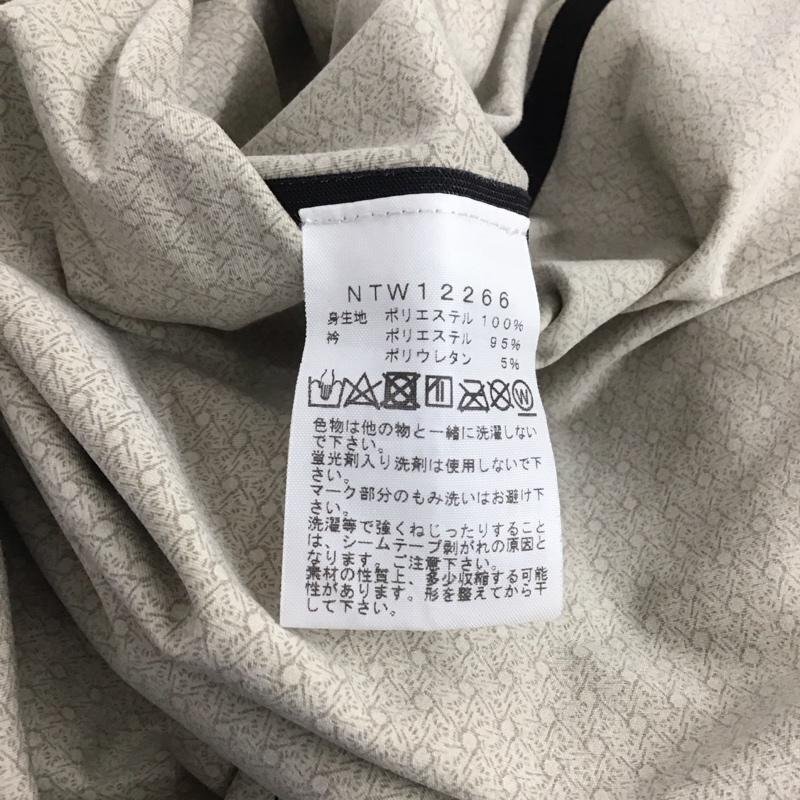 NTW12266
身生地 ポリエステル 100%
衿 ポリエステル 95%
ポリウレタン 5%
W
色物は他の物と一緒に洗濯しない
で下さい。
蛍光剤入り洗剤は使用しないで下
さい。
マーク部分のもみ洗いはお避け下
さい。
洗濯等で強くねじったりすること
は、シームテープ剥がれの原因と
なります。ご注意下さい。
素材の性質上、多少収縮する可能
性があります。形を整えてから干
して下さい。